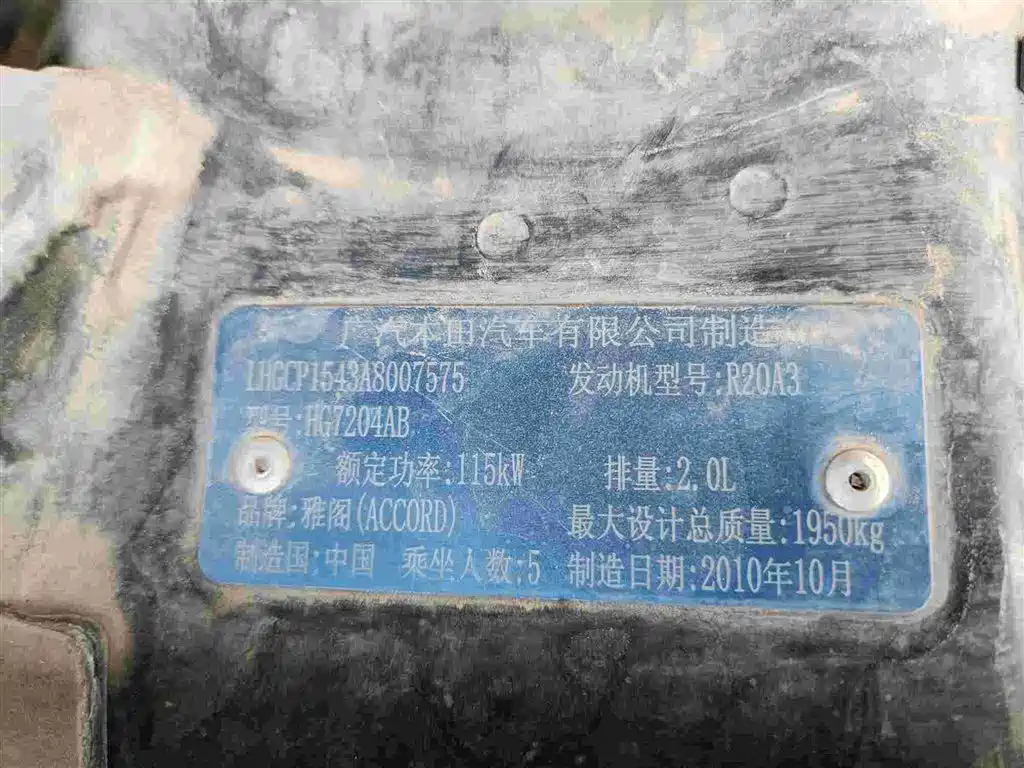 广汽本田汽车有限公司制造
LHGCP1543A8007575 发动机型号:R20A3
型号:HG7204AB
额定功率:115kW 排量:2.0L
品牌:雅阁(ACCORD) 最大设计总质量:1950kg
制造国:中国 乘坐人数:5 制造日期:2010年10月